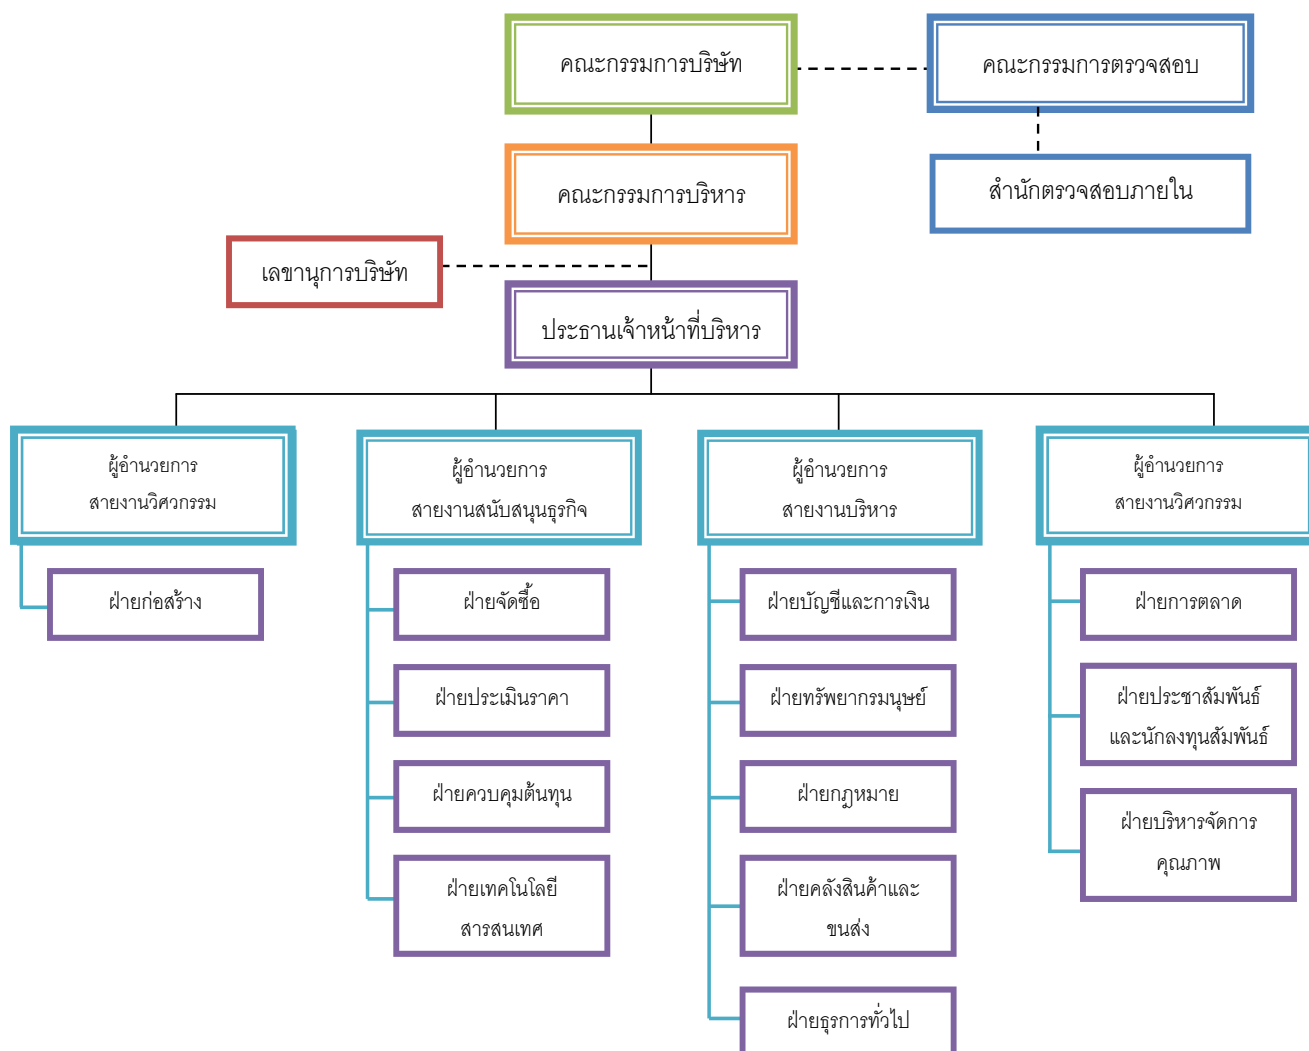 คณะกรรมการบริษัท
คณะกรรมการตรวจสอบ
คณะกรรมการบริหาร
สำนักตรวจสอบภายใน
เลขานุการบริษัท
ประธานเจ้าหน้าที่บริหาร
ผู้อำนวยการ
สายงานวิศวกรรม
ฝ่ายก่อสร้าง
ผู้อำนวยการ
สายงานสนับสนุนธุรกิจ
ฝ่ายจัดซื้อ
ฝ่ายประเมินราคา
ฝ่ายควบคุมต้นทุน
ฝ่ายเทคโนโลยี
สารสนเทศ
ผู้อำนวยการ
สายงานบริหาร
ฝ่ายบัญชีและการเงิน
ฝ่ายทรัพยากรมนุษย์
ฝ่ายกฎหมาย
ฝ่ายคลังสินค้าและ
ขนส่ง
ฝ่ายธุรการทั่วไป
ผู้อำนวยการ
สายงานวิศวกรรม
ฝ่ายการตลาด
ฝ่ายประชาสัมพันธ์
และนักลงทุนสัมพันธ์
ฝ่ายบริหารจัดการ
คุณภาพ